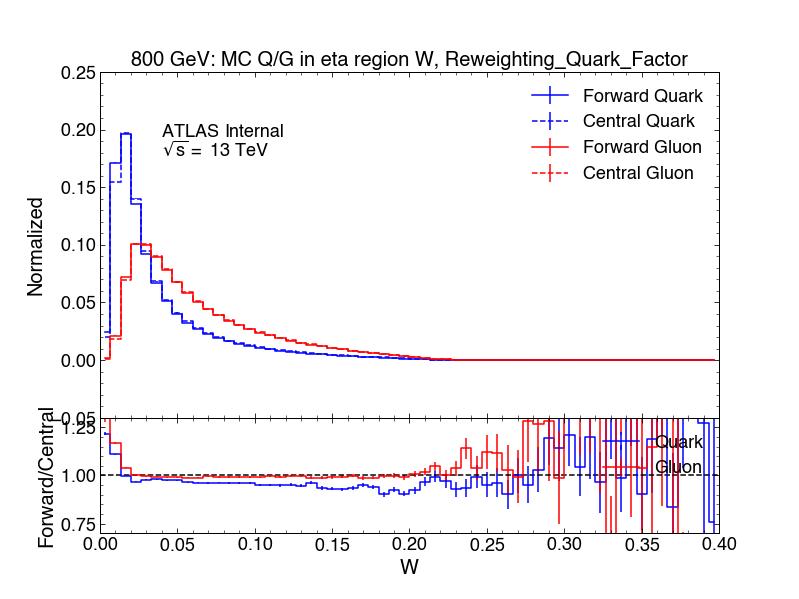 800 GeV: MC Q/G in eta region W, Reweighting_Quark_Factor
0.25
0.20
0.15
0.10
0.05
0.00
0.05
Normalized
ATLAS Internal
√s = 13 TeV
Forward Quark
Central Quark
Forward Gluon
Central Gluon
1.25
1.00
0.75
Forward/Central
Quark
Gluon
0.00 0.05 0.10 0.15 0.20 0.25 0.30 0.35 0.40
W